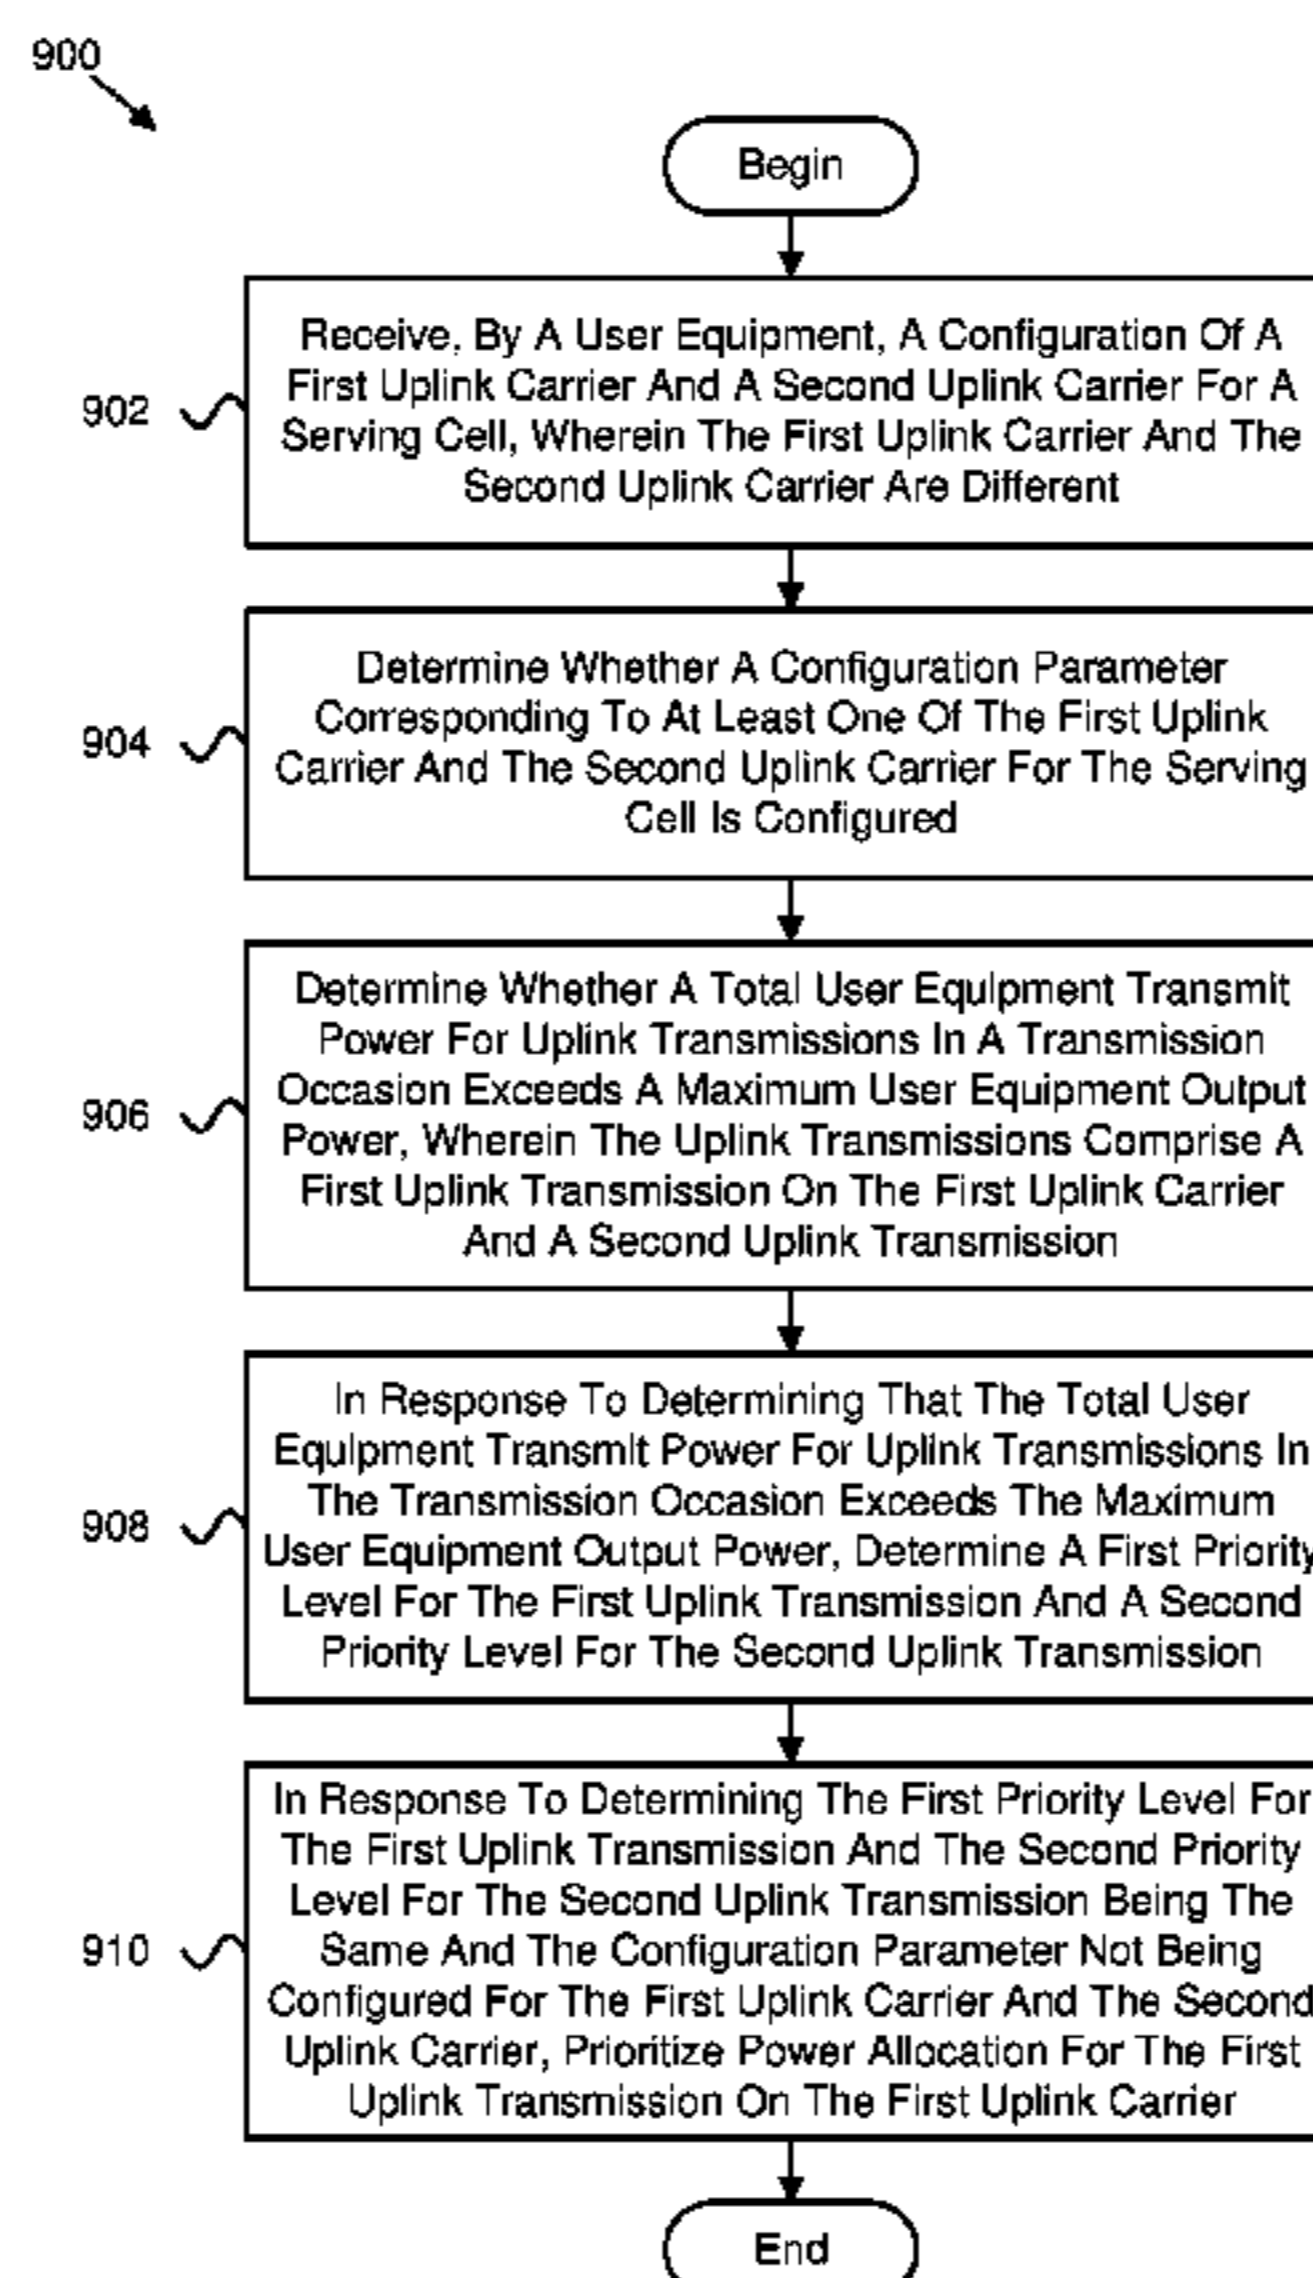 900
Begin
902
Receive, By A User Equipment, A Configuration Of A
First Uplink Carrier And A Second Uplink Carrier For A
Serving Cell, Wherein The First Uplink Carrier And The
Second Uplink Carrier Are Different
904
Determine Whether A Configuration Parameter
Corresponding To At Least One Of The First Uplink
Carrier And The Second Uplink Carrier For The Serving
Cell Is Configured
906
Determine Whether A Total User Equipment Transmit
Power For Uplink Transmissions In A Transmission
Occasion Exceeds A Maximum User Equipment Output
Power, Wherein The Uplink Transmissions Comprise A
First Uplink Transmission On The First Uplink Carrier
And A Second Uplink Transmission
908
In Response To Determining That The Total User
Equipment Transmit Power For Uplink Transmissions In
The Transmission Occasion Exceeds The Maximum
User Equipment Output Power, Determine A First Priority
Level For The First Uplink Transmission And A Second
Priority Level For The Second Uplink Transmission
910
In Response To Determining The First Priority Level For
The First Uplink Transmission And The Second Priority
Level For The Second Uplink Transmission Being The
Same And The Configuration Parameter Not Being
Configured For The First Uplink Carrier And The Second
Uplink Carrier, Prioritize Power Allocation For The First
Uplink Transmission On The First Uplink Carrier
End